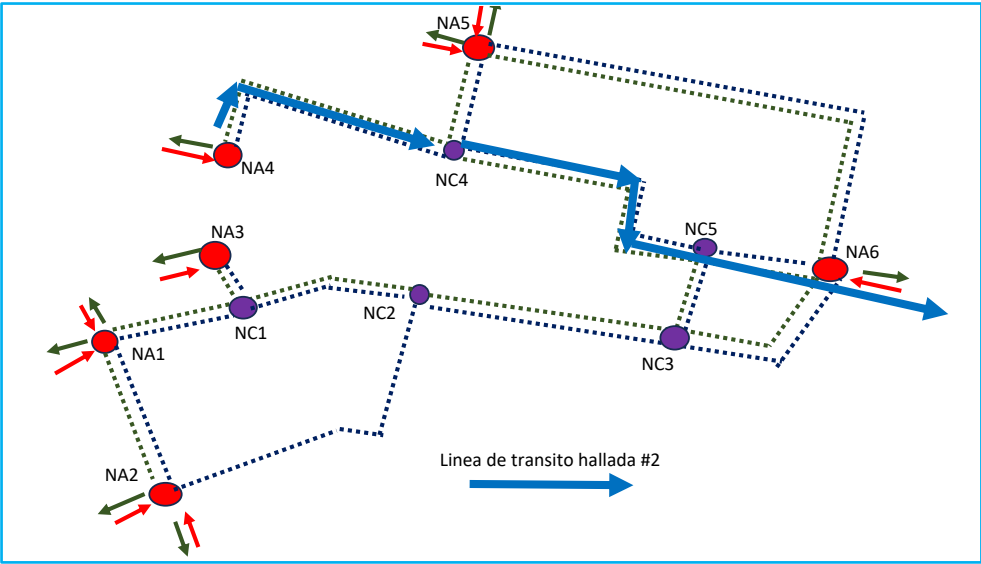 NA5
NA4
NC4
NA3
NC5
NA6
NC1
NC2
NA1
NC3
NA2
Linea de transito hallada #2